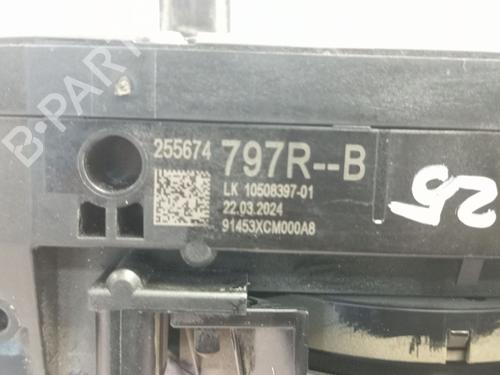 255674 797R--B
LK 10508397-01
22.03.2024
91453XCM000A8
25
B-PARTS